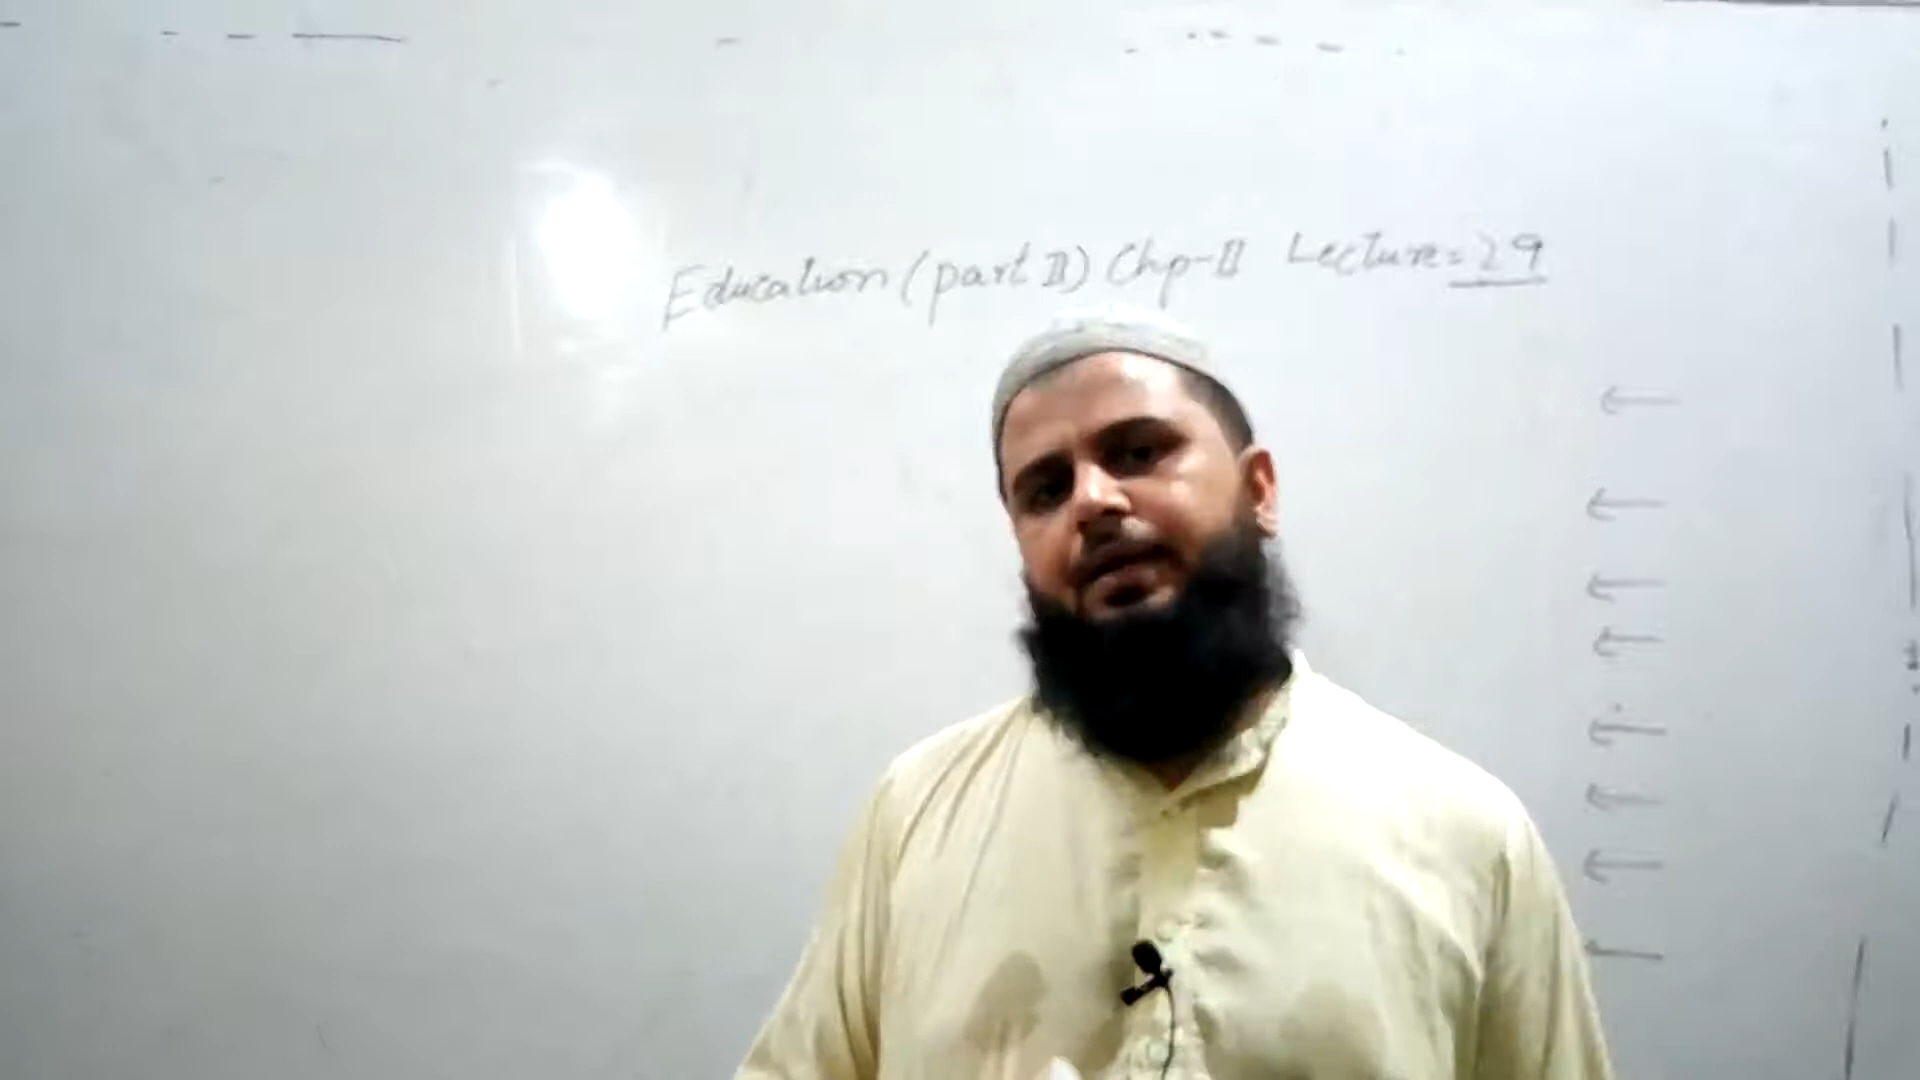 Education (part II) Chp-II Lecture = 29